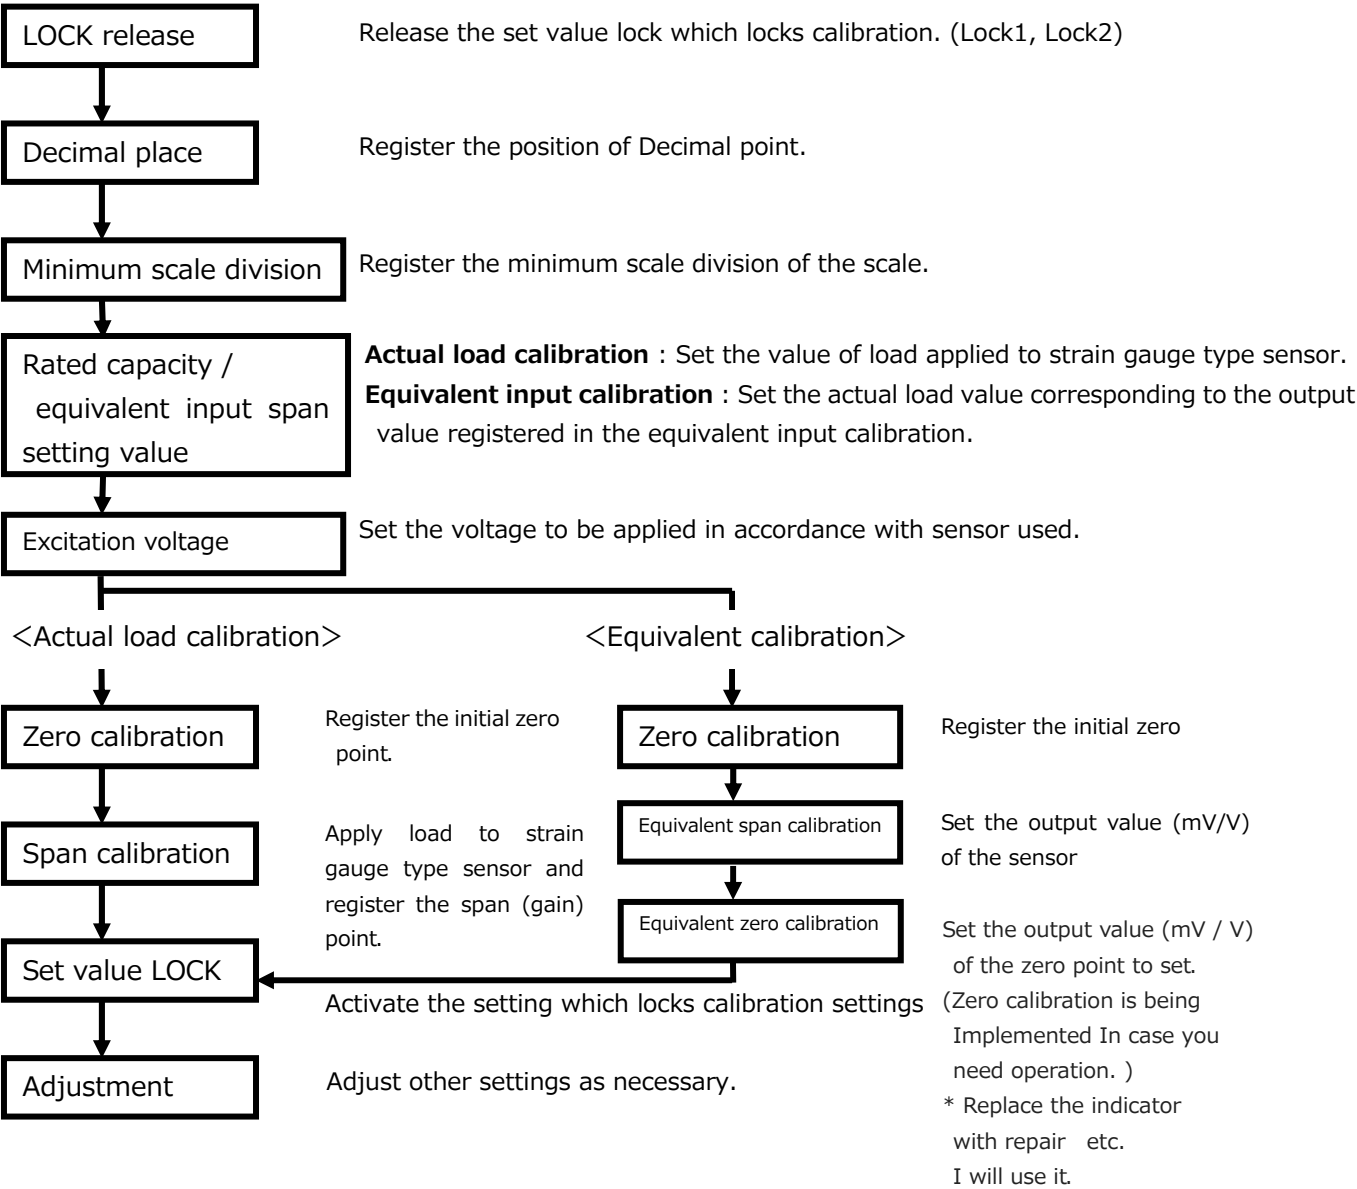 LOCK release
Release the set value lock which locks calibration. (Lock1, Lock2)
Decimal place
Register the position of Decimal point.
Minimum scale division
Register the minimum scale division of the scale.
Rated capacity /
equivalent input span
setting value
Actual load calibration : Set the value of load applied to strain gauge type sensor.
Equivalent input calibration : Set the actual load value corresponding to the output
value registered in the equivalent input calibration.
Excitation voltage
Set the voltage to be applied in accordance with sensor used.
＜Actual load calibration＞
＜Equivalent calibration＞
Zero calibration
Register the initial zero
point.
Span calibration
Apply load to strain
gauge type sensor and
register the span (gain)
point.
Zero calibration
Register the initial zero
Equivalent span calibration
Set the output value (mV/V)
of the sensor
Equivalent zero calibration
Set the output value (mV / V)
of the zero point to set.
(Zero calibration is being
Implemented In case you
need operation. )
* Replace the indicator
with repair etc.
I will use it.
Set value LOCK
Activate the setting which locks calibration settings
Adjustment
Adjust other settings as necessary.